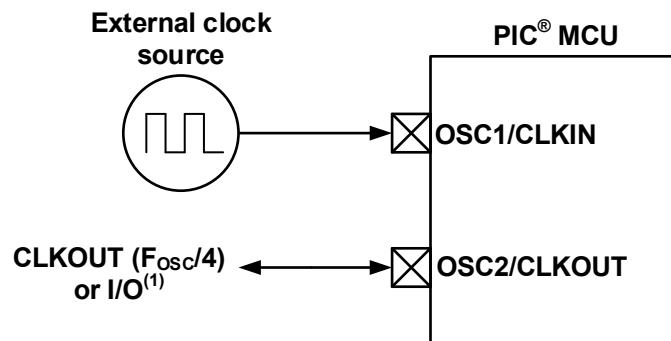 External clock
source
PIC® MCU
OSC1/CLKIN
CLKOUT (FOSC/4)
or I/O(1)
OSC2/CLKOUT